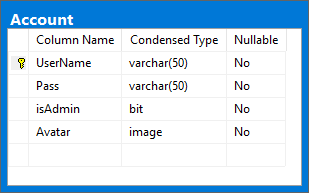 Account
Column Name Condensed Type Nullable
UserName varchar(50) No
Pass varchar(50) No
isAdmin bit No
Avatar image No